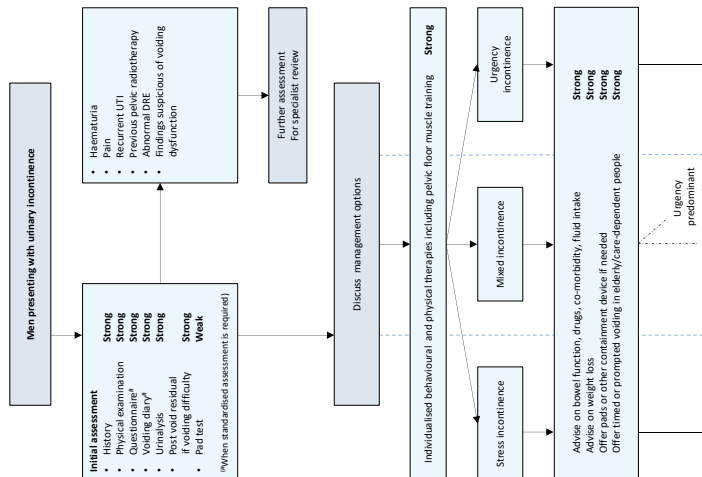 Men presenting with urinary incontinence
Initial assessment
• History Strong
• Physical examination Strong
• Questionnaire# Strong
• Voiding diary# Strong
• Urinalysis Strong
• Post void residual
if voiding difficulty Strong
• Pad test Weak
(#When standardised assessment is required)
• Haematuria
• Pain
• Recurrent UTI
• Previous pelvic radiotherapy
• Abnormal DRE
• Findings suspicious of voiding
dysfunction
Further assessment
For specialist review
Discuss management options
Individualised behavioural and physical therapies including pelvic floor muscle training Strong
Stress incontinence
Mixed incontinence
Urgency
incontinence
Advise on bowel function, drugs, co-morbidity, fluid intake Strong
Advise on weight loss Strong
Offer pads or other containment device if needed Strong
Offer timed or prompted voiding in elderly/care-dependent people Strong
Urgency
predominant